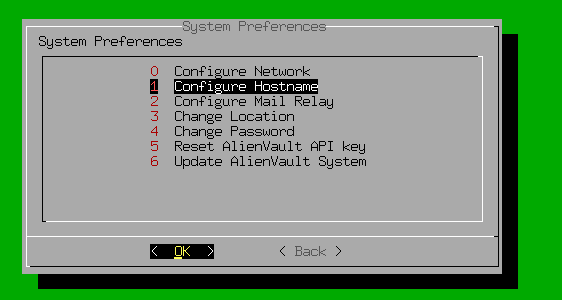 System Preferences
System Preferences
0 Configure Network
1 Configure Hostname
2 Configure Mail Relay
3 Change Location
4 Change Password
5 Reset AlienVault API key
6 Update AlienVault System
< OK > < Back >